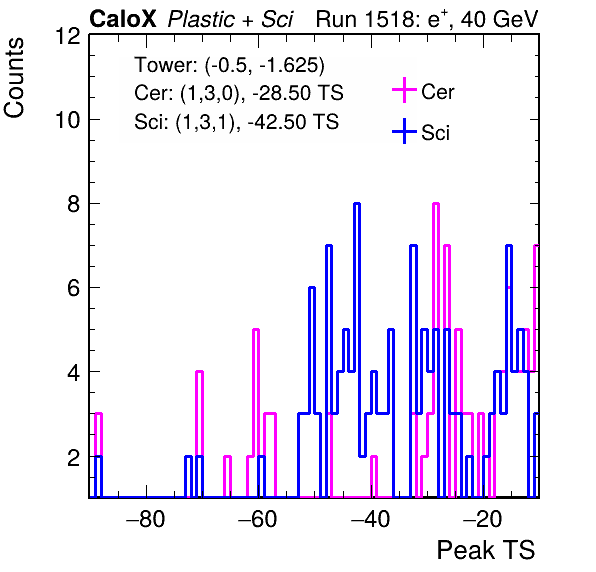 CaloX Plastic + Sci Run 1518: e⁺, 40 GeV
12
Counts
Tower: (-0.5, -1.625)
Cer: (1,3,0), -28.50 TS
Sci: (1,3,1), -42.50 TS
Cer
Sci
10
8
6
4
2
−80 −60 −40 −20
Peak TS